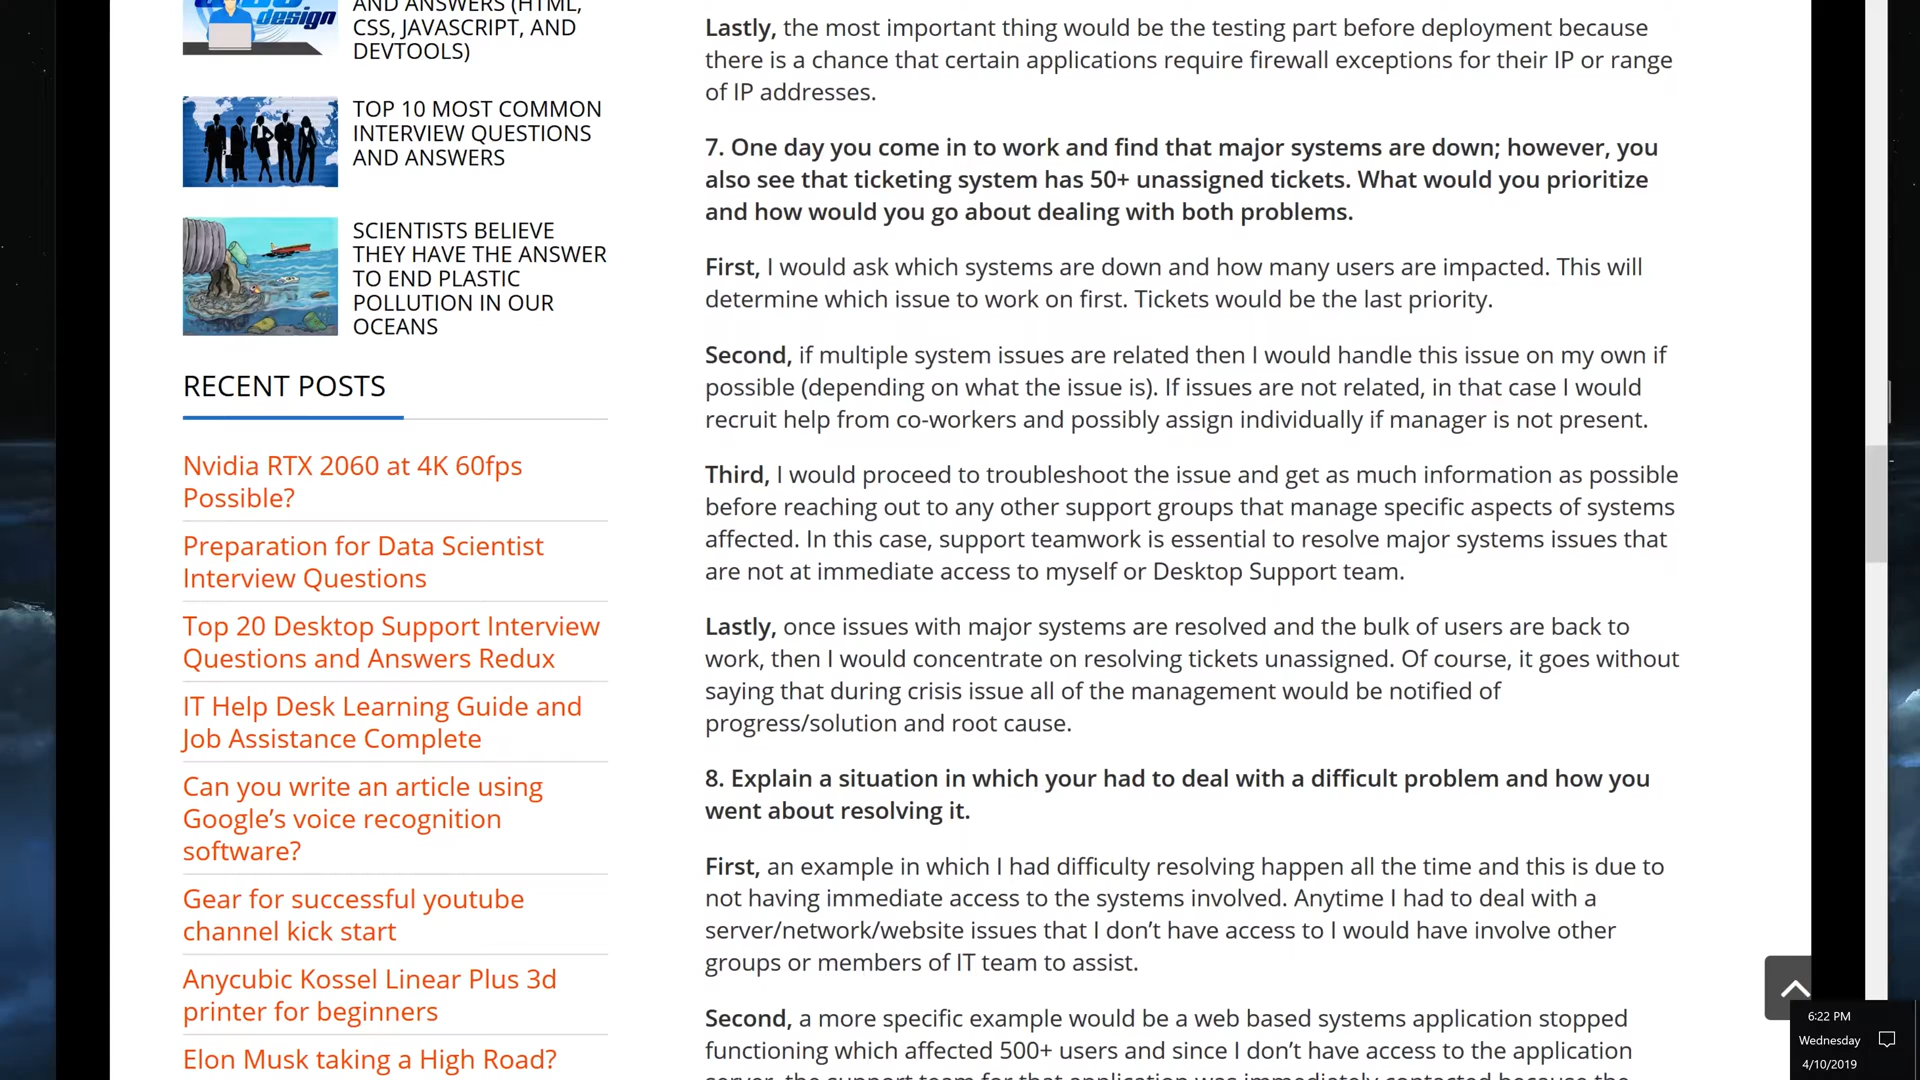 design
AND ANSWERS (HTML,
CSS, JAVASCRIPT, AND
DEVTOOLS)
TOP 10 MOST COMMON
INTERVIEW QUESTIONS
AND ANSWERS
SCIENTISTS BELIEVE
THEY HAVE THE ANSWER
TO END PLASTIC
POLLUTION IN OUR
OCEANS
RECENT POSTS
Nvidia RTX 2060 at 4K 60fps
Possible?
Preparation for Data Scientist
Interview Questions
Top 20 Desktop Support Interview
Questions and Answers Redux
IT Help Desk Learning Guide and
Job Assistance Complete
Can you write an article using
Google’s voice recognition
software?
Gear for successful youtube
channel kick start
Anycubic Kossel Linear Plus 3d
printer for beginners
Elon Musk taking a High Road?
Lastly, the most important thing would be the testing part before deployment because
there is a chance that certain applications require firewall exceptions for their IP or range
of IP addresses.
7. One day you come in to work and find that major systems are down; however, you
also see that ticketing system has 50+ unassigned tickets. What would you prioritize
and how would you go about dealing with both problems.
First, I would ask which systems are down and how many users are impacted. This will
determine which issue to work on first. Tickets would be the last priority.
Second, if multiple system issues are related then I would handle this issue on my own if
possible (depending on what the issue is). If issues are not related, in that case I would
recruit help from co-workers and possibly assign individually if manager is not present.
Third, I would proceed to troubleshoot the issue and get as much information as possible
before reaching out to any other support groups that manage specific aspects of systems
affected. In this case, support teamwork is essential to resolve major systems issues that
are not at immediate access to myself or Desktop Support team.
Lastly, once issues with major systems are resolved and the bulk of users are back to
work, then I would concentrate on resolving tickets unassigned. Of course, it goes without
saying that during crisis issue all of the management would be notified of
progress/solution and root cause.
8. Explain a situation in which your had to deal with a difficult problem and how you
went about resolving it.
First, an example in which I had difficulty resolving happen all the time and this is due to
not having immediate access to the systems involved. Anytime I had to deal with a
server/network/website issues that I don’t have access to I would have involve other
groups or members of IT team to assist.
Second, a more specific example would be a web based systems application stopped
functioning which affected 500+ users and since I don’t have access to the application
server, the support team for that application was immediately contacted because the
6:22 PM
Wednesday
4/10/2019